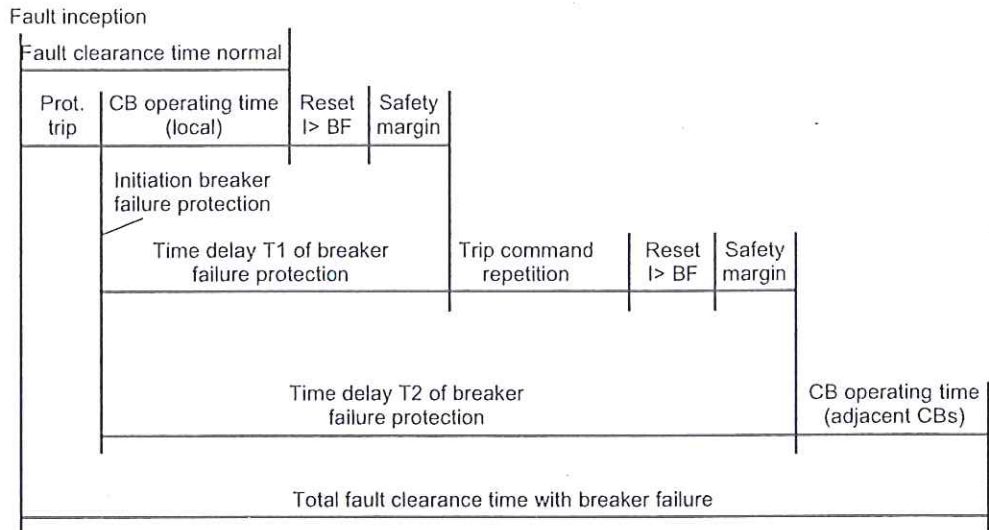 Fault inception
Fault clearance time normal
Prot.
trip
CB operating time
(local)
Reset
I> BF
Safety
margin
Initiation breaker
failure protection
Time delay T1 of breaker
failure protection
Trip command
repetition
Reset
I> BF
Safety
margin
Time delay T2 of breaker
failure protection
CB operating time
(adjacent CBs)
Total fault clearance time with breaker failure